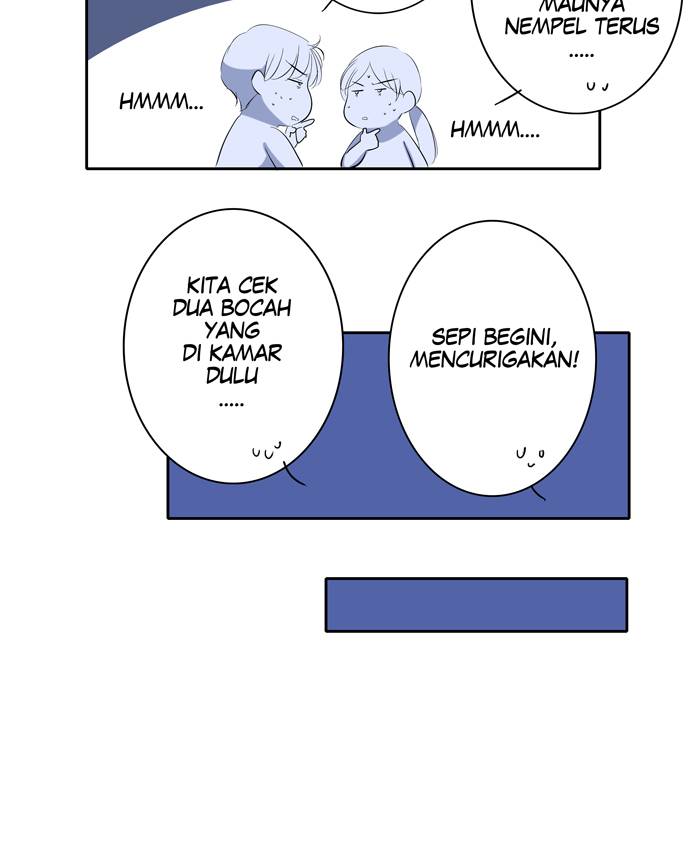 MAUNYA
NEMPEL TERUS
.....
HMMM...
HMMM....
KITA CEK
DUA BOCAH
YANG
DI KAMAR
DULU
.....
SEPI BEGINI,
MENCURIGAKAN!